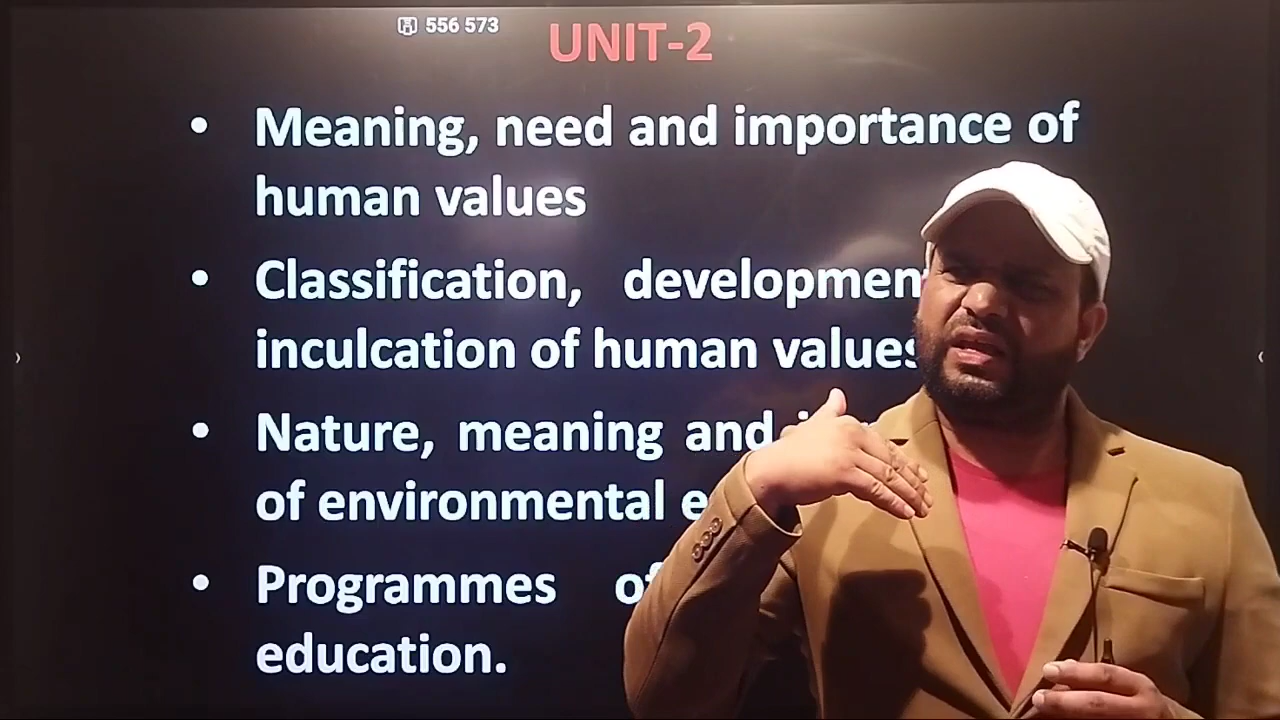 556 573
UNIT-2
• Meaning, need and importance of
human values
• Classification, developmen
inculcation of human values
• Nature, meaning and
of environmental e
• Programmes of
education.